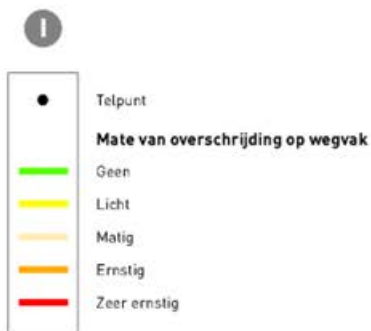 I
Telpunt
Mate van overschrijding op wegvak
Geen
Licht
Matig
Ernstig
Zeer ernstig